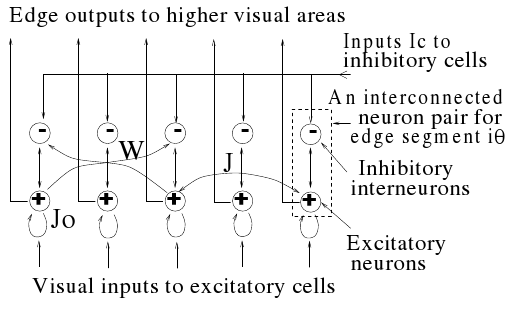 Edge outputs to higher visual areas
Inputs Ic to
inhibitory cells
An interconnected
neuron pair for
edge segment iθ
- - - - -
W
J
Inhibitory
interneurons
+ + + + +
Jo
Excitatory
neurons
Visual inputs to excitatory cells